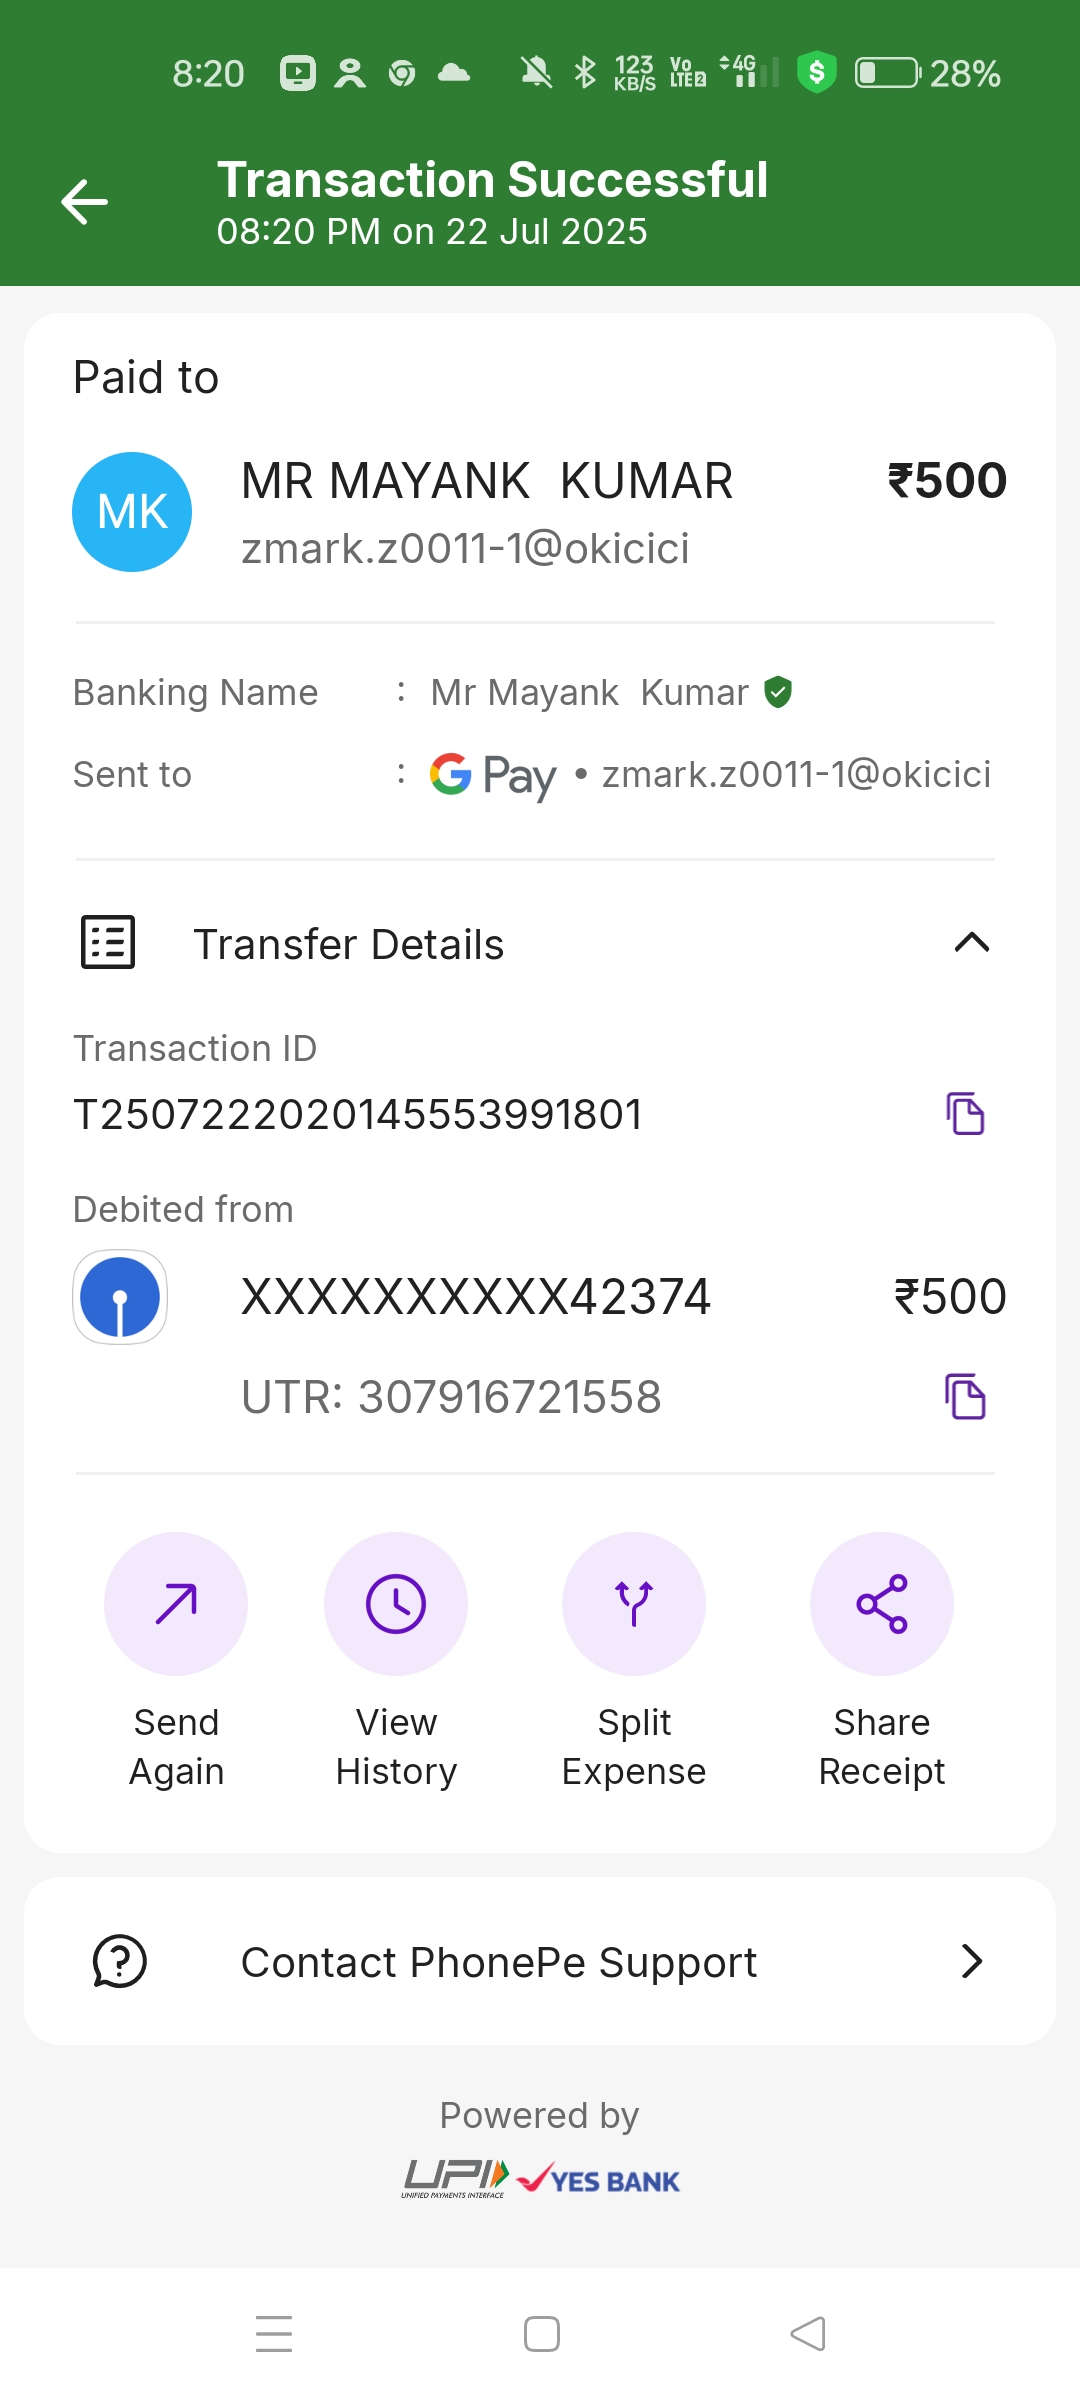 8:20 123 KB/S Vo LTE 2 4G $ 28%
Transaction Successful
08:20 PM on 22 Jul 2025
Paid to
MK MR MAYANK  KUMAR ₹500
zmark.z0011-1@okicici
Banking Name : Mr Mayank  Kumar
Sent to : G Pay • zmark.z0011-1@okicici
Transfer Details
Transaction ID
T2507222020145553991801
Debited from
XXXXXXXXXX42374 ₹500
UTR: 307916721558
Send Again
View History
Split Expense
Share Receipt
Contact PhonePe Support
Powered by
UPI YES BANK
UNIFIED PAYMENTS INTERFACE